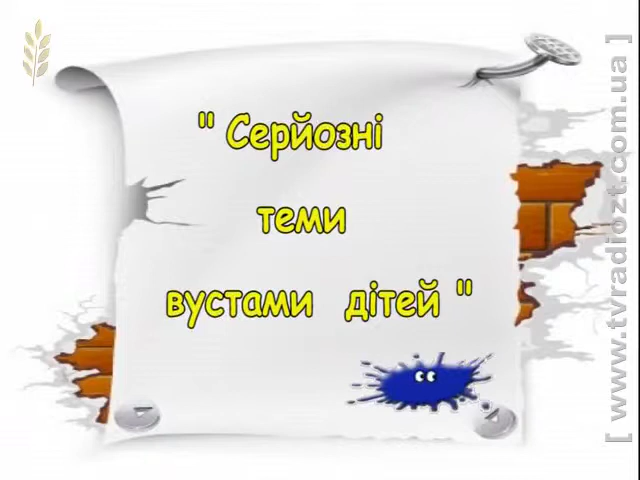 " Серйозні
теми
вустами дітей "
[ www.tvradiozt.com.ua ]